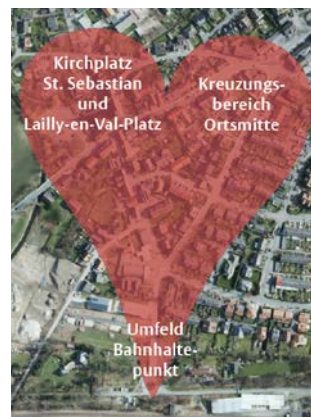 Kirchplatz
St. Sebastian
und
Lailly-en-Val-Platz
Kreuzungs-
bereich
Ortsmitte
Umfeld
Bahnhalte-
punkt